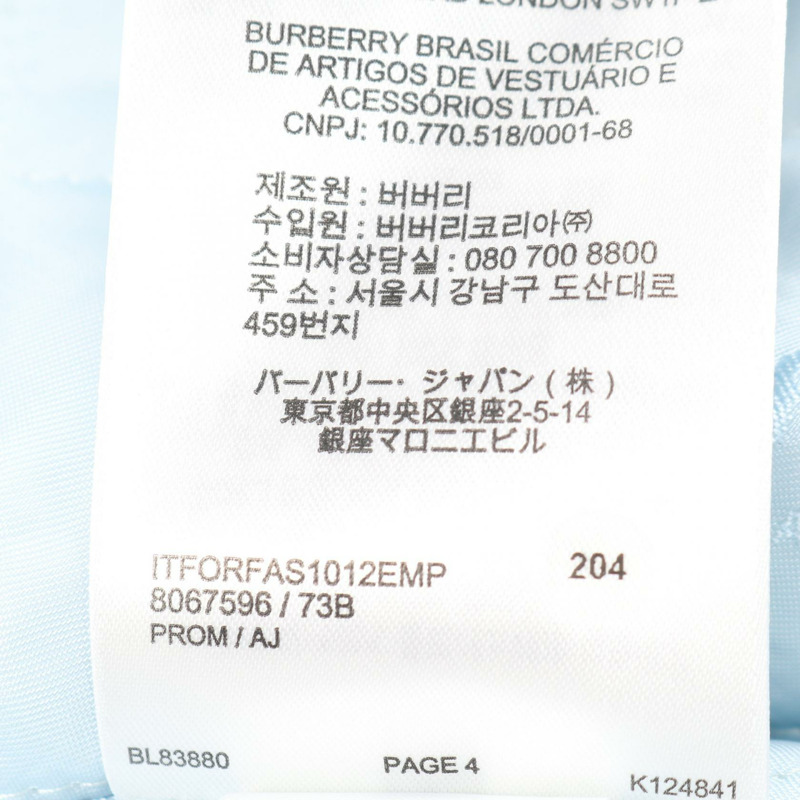 LONDON SW1P
BURBERRY BRASIL COMÉRCIO
DE ARTIGOS DE VESTUÁRIO E
ACESSÓRIOS LTDA.
CNPJ: 10.770.518/0001-68
제조원 : 버버리
수입원 : 버버리코리아㈜
소비자상담실 : 080 700 8800
주 소 : 서울시 강남구 도산대로
459번지
バーバリー・ジャパン ( 株 )
東京都中央区銀座2-5-14
銀座マロニエビル
ITFORFAS1012EMP 204
8067596 / 73B
PROM / AJ
BL83880 PAGE 4 K124841